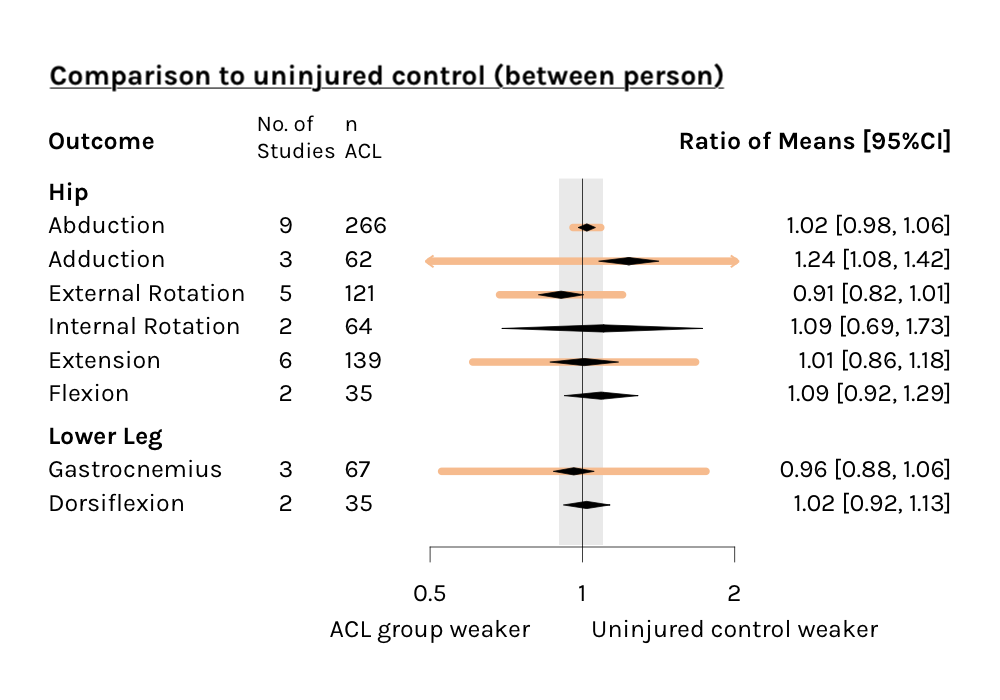 Comparison to uninjured control (between person)
Outcome No. of Studies n ACL Ratio of Means [95%CI]
Hip
Abduction 9 266 1.02 [0.98, 1.06]
Adduction 3 62 1.24 [1.08, 1.42]
External Rotation 5 121 0.91 [0.82, 1.01]
Internal Rotation 2 64 1.09 [0.69, 1.73]
Extension 6 139 1.01 [0.86, 1.18]
Flexion 2 35 1.09 [0.92, 1.29]
Lower Leg
Gastrocnemius 3 67 0.96 [0.88, 1.06]
Dorsiflexion 2 35 1.02 [0.92, 1.13]
0.5 1 2
ACL group weaker Uninjured control weaker